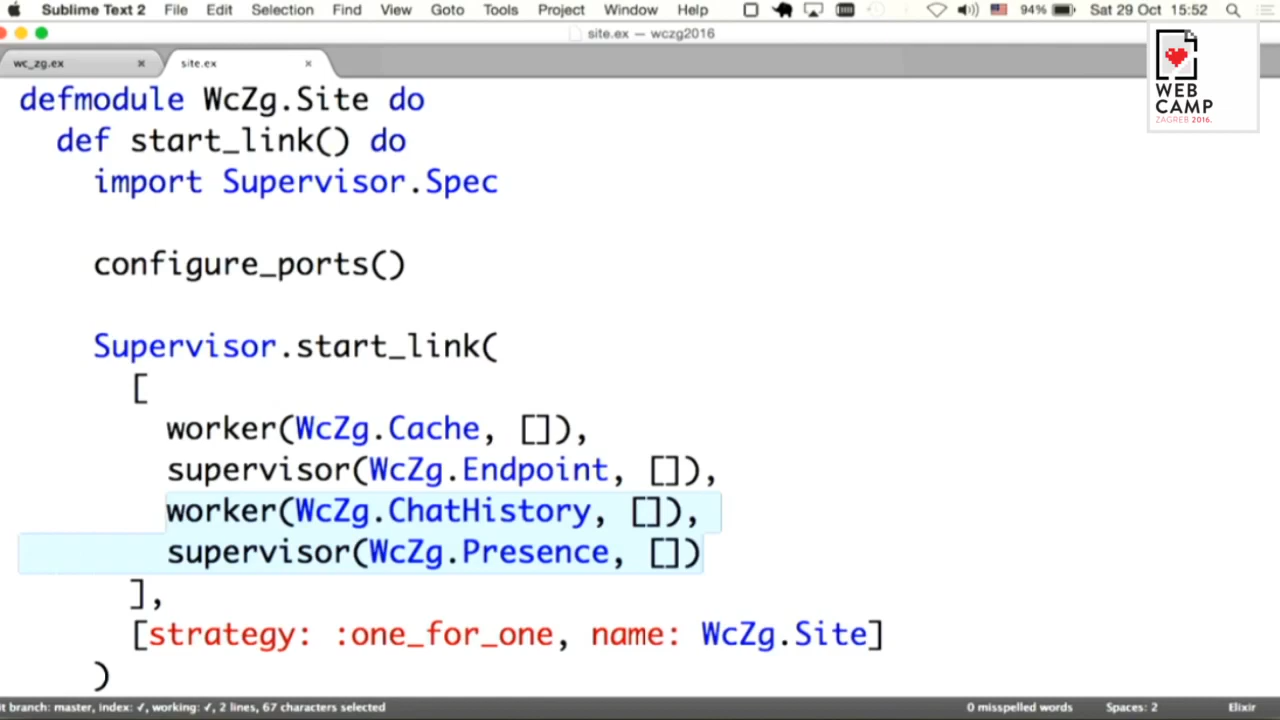 Sublime Text 2 File Edit Selection Find View Goto Tools Project Window Help 94% Sat 29 Oct 15:52
site.ex — wczg2016
wc_zg.ex × site.ex ×
WEB
CAMP
ZAGREB 2016.
defmodule WcZg.Site do
def start_link() do
import Supervisor.Spec
configure_ports()
Supervisor.start_link(
[
worker(WcZg.Cache, []),
supervisor(WcZg.Endpoint, []),
worker(WcZg.ChatHistory, []),
supervisor(WcZg.Presence, [])
],
[strategy: :one_for_one, name: WcZg.Site]
)
it branch: master, index: ✓, working: ✓, 2 lines, 67 characters selected 0 misspelled words Spaces: 2 Elixir